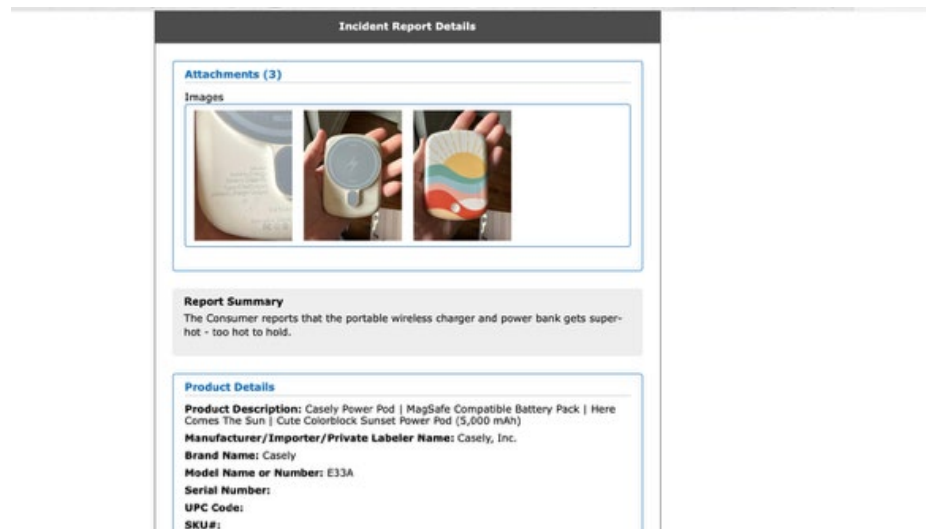 Incident Report Details
Attachments (3)
Images
Report Summary
The Consumer reports that the portable wireless charger and power bank gets super-
hot - too hot to hold.
Product Details
Product Description: Casely Power Pod | MagSafe Compatible Battery Pack | Here
Comes The Sun | Cute Colorblock Sunset Power Pod (5,000 mAh)
Manufacturer/Importer/Private Labeler Name: Casely, Inc.
Brand Name: Casely
Model Name or Number: E33A
Serial Number:
UPC Code:
SKU#: